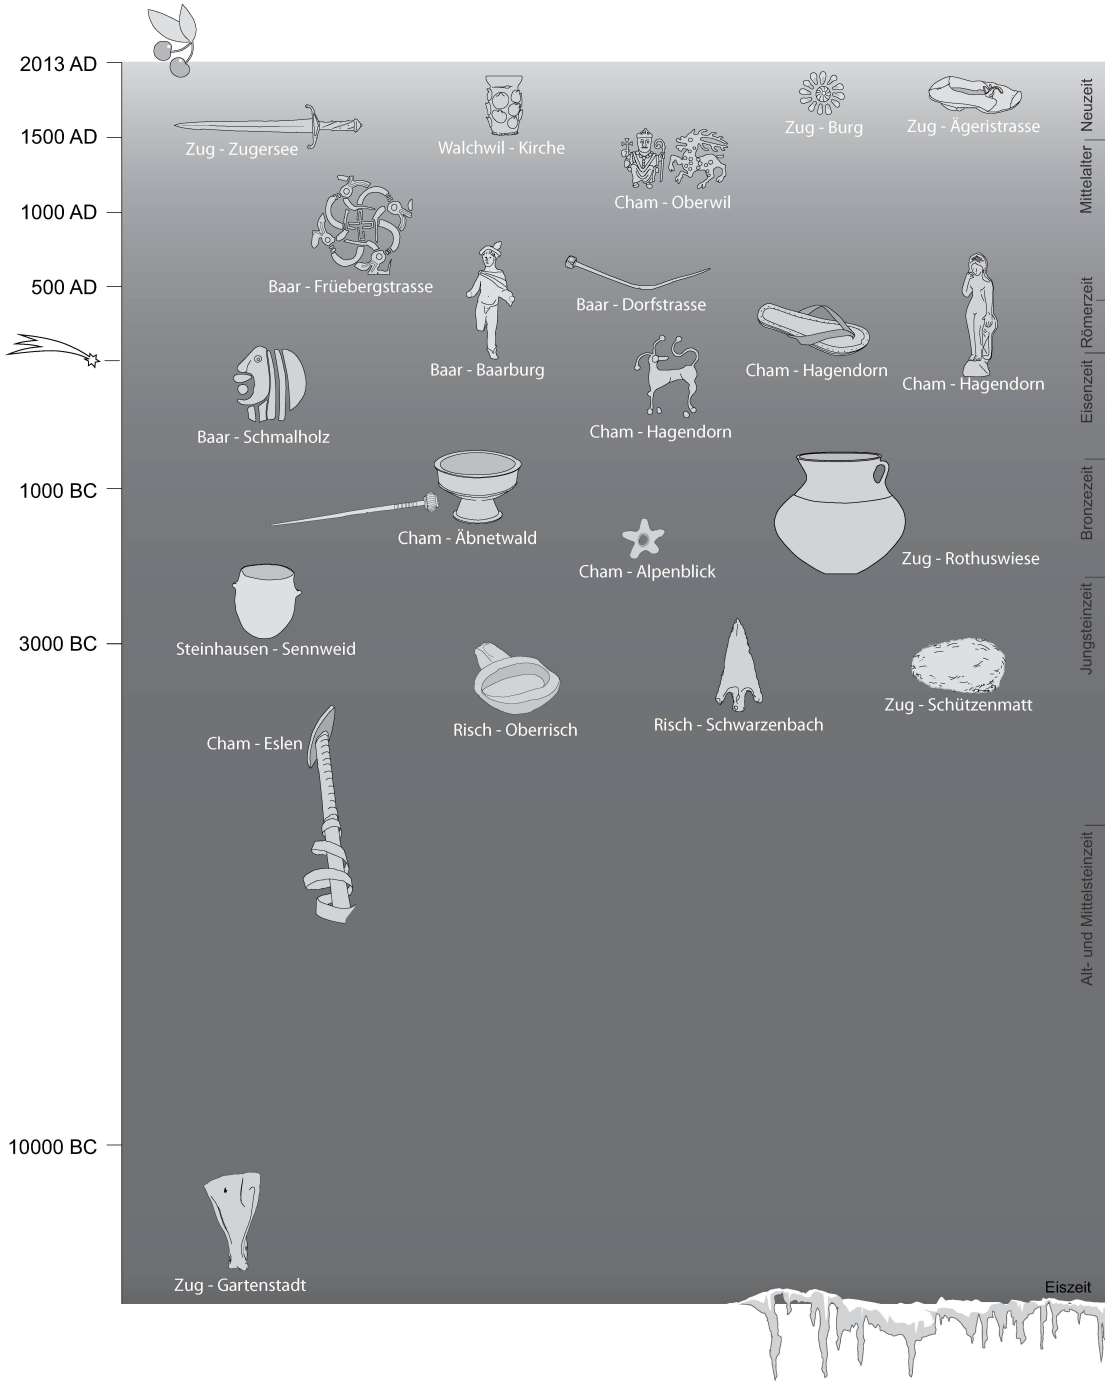 2013 AD
Neuzeit
Zug - Burg
Zug - Ägeristrasse
1500 AD
Zug - Zugersee
Walchwil - Kirche
Mittelalter
Cham - Oberwil
1000 AD
Baar - Früebergstrasse
500 AD
Baar - Dorfstrasse
Römerzeit
Baar - Baarburg
Cham - Hagendorn
Cham - Hagendorn
Eisenzeit
Baar - Schmalholz
Cham - Hagendorn
1000 BC
Bronzezeit
Cham - Äbnetwald
Zug - Rothuswiese
Cham - Alpenblick
Jungsteinzeit
3000 BC
Steinhausen - Sennweid
Zug - Schützenmatt
Risch - Oberrisch
Risch - Schwarzenbach
Cham - Eslen
Alt- und Mittelsteinzeit
10000 BC
Zug - Gartenstadt
Eiszeit